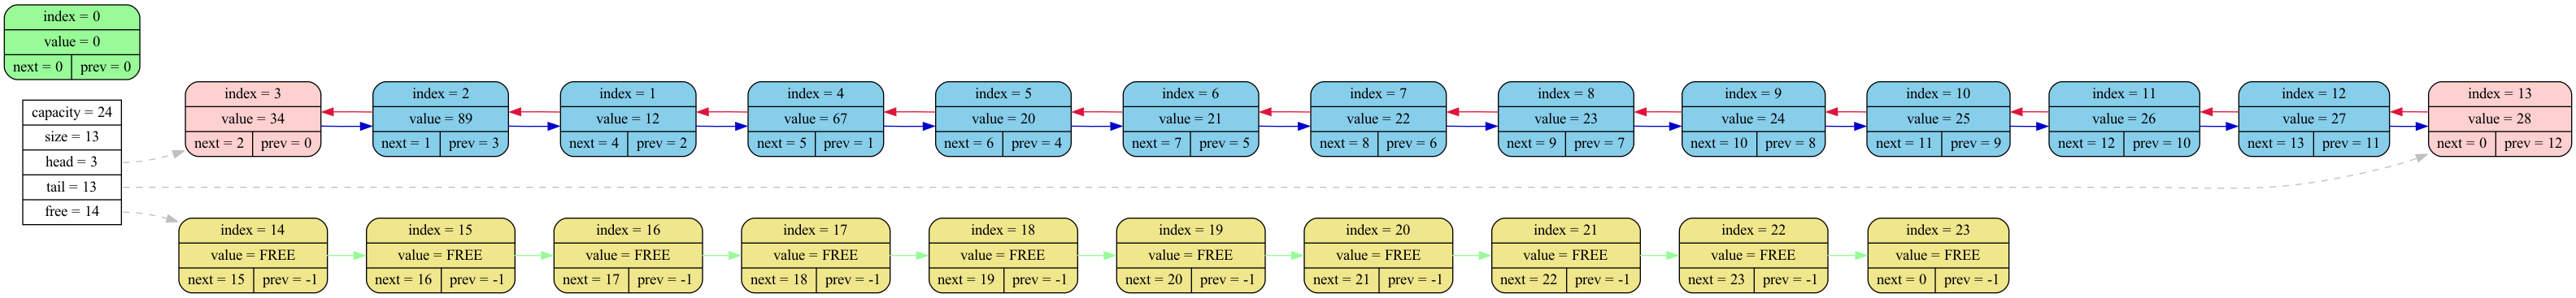 index = 0
value = 0
next = 0 prev = 0
capacity = 24
size = 13
head = 3
tail = 13
free = 14
index = 3
value = 34
next = 2 prev = 0
index = 2
value = 89
next = 1 prev = 3
index = 1
value = 12
next = 4 prev = 2
index = 4
value = 67
next = 5 prev = 1
index = 5
value = 20
next = 6 prev = 4
index = 6
value = 21
next = 7 prev = 5
index = 7
value = 22
next = 8 prev = 6
index = 8
value = 23
next = 9 prev = 7
index = 9
value = 24
next = 10 prev = 8
index = 10
value = 25
next = 11 prev = 9
index = 11
value = 26
next = 12 prev = 10
index = 12
value = 27
next = 13 prev = 11
index = 13
value = 28
next = 0 prev = 12
index = 14
value = FREE
next = 15 prev = -1
index = 15
value = FREE
next = 16 prev = -1
index = 16
value = FREE
next = 17 prev = -1
index = 17
value = FREE
next = 18 prev = -1
index = 18
value = FREE
next = 19 prev = -1
index = 19
value = FREE
next = 20 prev = -1
index = 20
value = FREE
next = 21 prev = -1
index = 21
value = FREE
next = 22 prev = -1
index = 22
value = FREE
next = 23 prev = -1
index = 23
value = FREE
next = 0 prev = -1